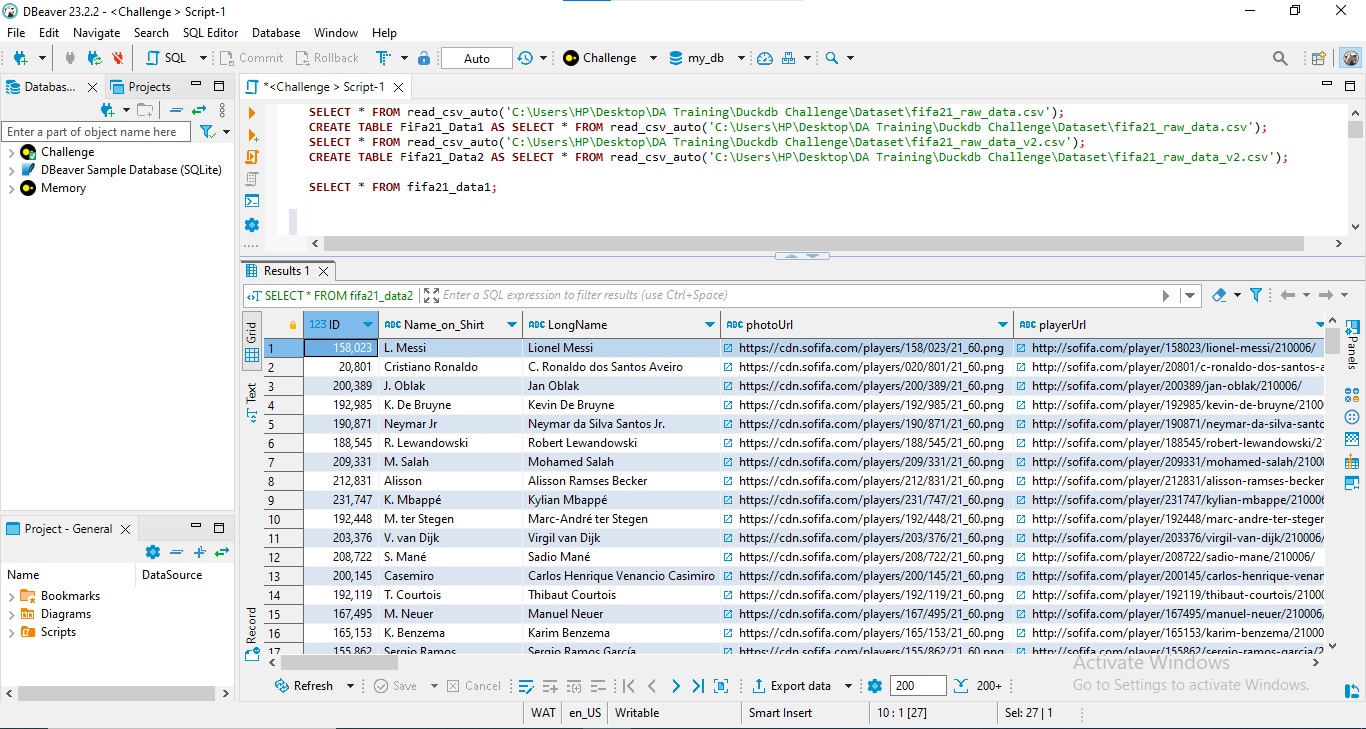 DBeaver 23.2.2 - <Challenge > Script-1
File Edit Navigate Search SQL Editor Database Window Help
SQL Commit Rollback Auto Challenge my_db
Databas... Projects
*<Challenge > Script-1
Enter a part of object name here
Challenge
DBeaver Sample Database (SQLite)
Memory
SELECT * FROM read_csv_auto('C:\Users\HP\Desktop\DA Training\Duckdb Challenge\Dataset\fifa21_raw_data.csv');
CREATE TABLE Fifa21_Data1 AS SELECT * FROM read_csv_auto('C:\Users\HP\Desktop\DA Training\Duckdb Challenge\Dataset\fifa21_raw_data.csv');
SELECT * FROM read_csv_auto('C:\Users\HP\Desktop\DA Training\Duckdb Challenge\Dataset\fifa21_raw_data_v2.csv');
CREATE TABLE Fifa21_Data2 AS SELECT * FROM read_csv_auto('C:\Users\HP\Desktop\DA Training\Duckdb Challenge\Dataset\fifa21_raw_data_v2.csv');
SELECT * FROM fifa21_data1;
Results 1
SELECT * FROM fifa21_data2 Enter a SQL expression to filter results (use Ctrl+Space)
Grid
Text
Record
Panels
123 ID ABC Name_on_Shirt ABC LongName ABC photoUrl ABC playerUrl
1 158,023 L. Messi Lionel Messi https://cdn.sofifa.com/players/158/023/21_60.png http://sofifa.com/player/158023/lionel-messi/210006/
2 20,801 Cristiano Ronaldo C. Ronaldo dos Santos Aveiro https://cdn.sofifa.com/players/020/801/21_60.png http://sofifa.com/player/20801/c-ronaldo-dos-santos-a
3 200,389 J. Oblak Jan Oblak https://cdn.sofifa.com/players/200/389/21_60.png http://sofifa.com/player/200389/jan-oblak/210006/
4 192,985 K. De Bruyne Kevin De Bruyne https://cdn.sofifa.com/players/192/985/21_60.png http://sofifa.com/player/192985/kevin-de-bruyne/2100
5 190,871 Neymar Jr Neymar da Silva Santos Jr. https://cdn.sofifa.com/players/190/871/21_60.png http://sofifa.com/player/190871/neymar-da-silva-santo
6 188,545 R. Lewandowski Robert Lewandowski https://cdn.sofifa.com/players/188/545/21_60.png http://sofifa.com/player/188545/robert-lewandowski/2
7 209,331 M. Salah Mohamed Salah https://cdn.sofifa.com/players/209/331/21_60.png http://sofifa.com/player/209331/mohamed-salah/2100
8 212,831 Alisson Alisson Ramses Becker https://cdn.sofifa.com/players/212/831/21_60.png http://sofifa.com/player/212831/alisson-ramses-becker
9 231,747 K. Mbappé Kylian Mbappé https://cdn.sofifa.com/players/231/747/21_60.png http://sofifa.com/player/231747/kylian-mbappe/210006
10 192,448 M. ter Stegen Marc-André ter Stegen https://cdn.sofifa.com/players/192/448/21_60.png http://sofifa.com/player/192448/marc-andre-ter-stegen
11 203,376 V. van Dijk Virgil van Dijk https://cdn.sofifa.com/players/203/376/21_60.png http://sofifa.com/player/203376/virgil-van-dijk/210006/
12 208,722 S. Mané Sadio Mané https://cdn.sofifa.com/players/208/722/21_60.png http://sofifa.com/player/208722/sadio-mane/210006/
13 200,145 Casemiro Carlos Henrique Venancio Casimiro https://cdn.sofifa.com/players/200/145/21_60.png http://sofifa.com/player/200145/carlos-henrique-venar
14 192,119 T. Courtois Thibaut Courtois https://cdn.sofifa.com/players/192/119/21_60.png http://sofifa.com/player/192119/thibaut-courtois/2100
15 167,495 M. Neuer Manuel Neuer https://cdn.sofifa.com/players/167/495/21_60.png http://sofifa.com/player/167495/manuel-neuer/210006/
16 165,153 K. Benzema Karim Benzema https://cdn.sofifa.com/players/165/153/21_60.png http://sofifa.com/player/165153/karim-benzema/21000
17 155,862 Sergio Ramos Sergio Ramos García https://cdn.sofifa.com/players/155/862/21_60.png http://sofifa.com/player/155862/sergio-ramos-garcia/2
Project - General
Name DataSource
Bookmarks
Diagrams
Scripts
Activate Windows
Go to Settings to activate Windows.
Refresh Save Cancel Export data 200 200+
WAT en_US Writable Smart Insert 10 : 1 [27] Sel: 27 | 1